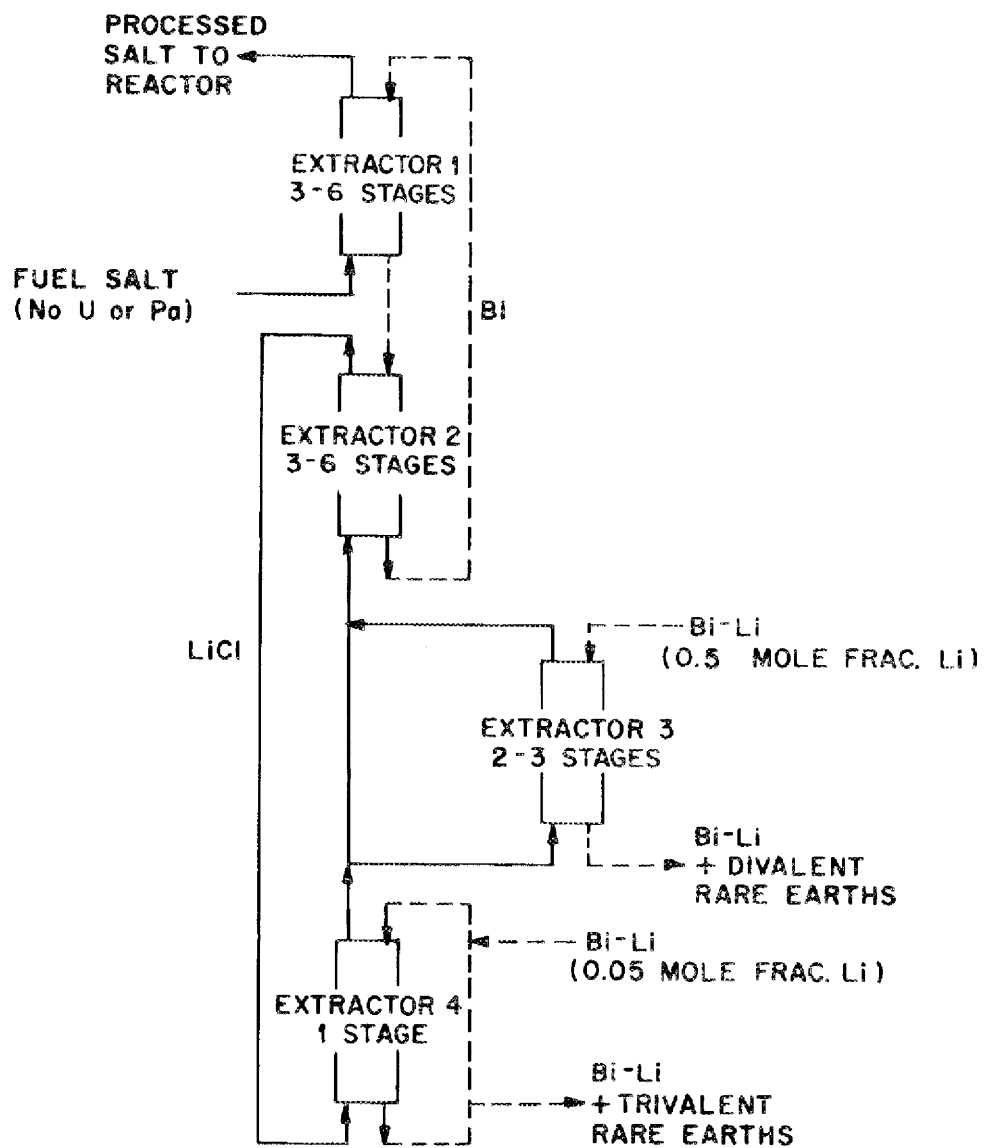 PROCESSED
SALT TO
REACTOR
EXTRACTOR 1
3-6 STAGES
FUEL SALT
(No U or Pa)
Bi
EXTRACTOR 2
3-6 STAGES
LiCl
Bi-Li
(0.5 MOLE FRAC. Li)
EXTRACTOR 3
2-3 STAGES
Bi-Li
+ DIVALENT
RARE EARTHS
Bi-Li
(0.05 MOLE FRAC. Li)
EXTRACTOR 4
1 STAGE
Bi-Li
+ TRIVALENT
RARE EARTHS